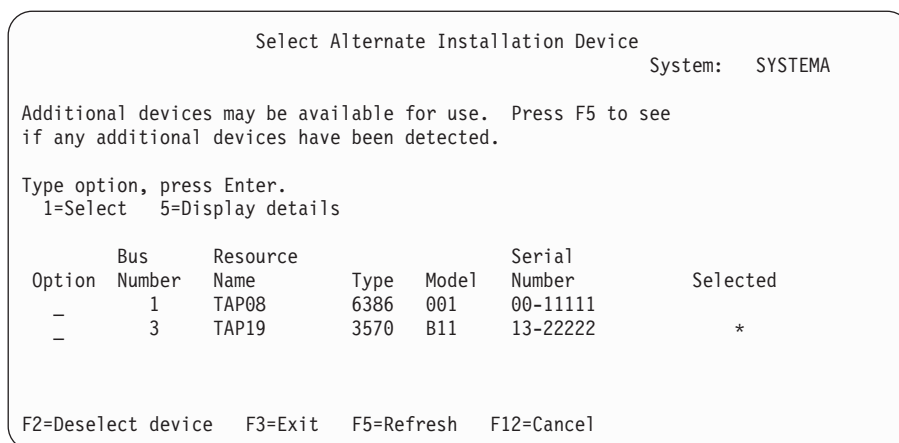 Select Alternate Installation Device
System: SYSTEMA
Additional devices may be available for use. Press F5 to see
if any additional devices have been detected.
Type option, press Enter.
1=Select 5=Display details
Bus Resource Serial
Option Number Name Type Model Number Selected
_ 1 TAP08 6386 001 00-11111
_ 3 TAP19 3570 B11 13-22222 *
F2=Deselect device F3=Exit F5=Refresh F12=Cancel